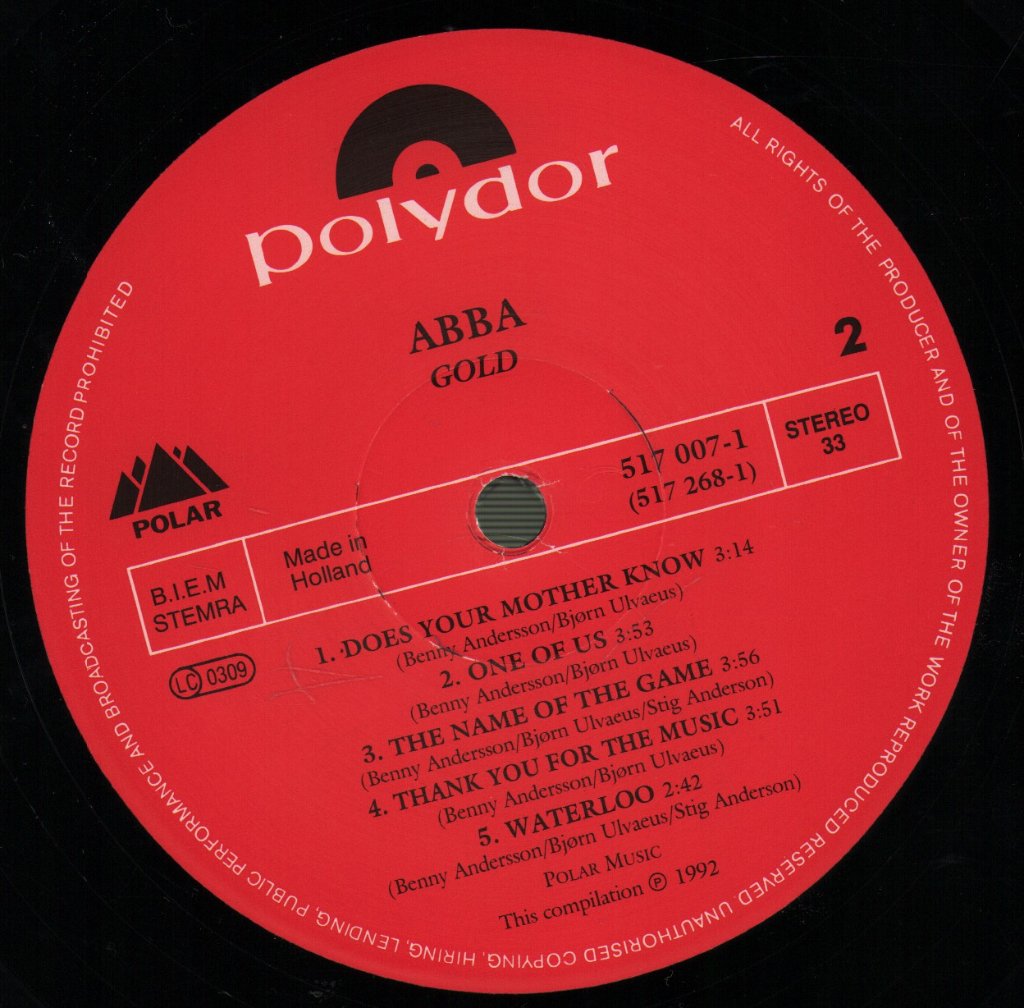 polydor
ABBA
GOLD
2
POLAR
B.I.E.M
STEMRA
Made in
Holland
517 007-1
(517 268-1)
STEREO
33
LC 0309
1. DOES YOUR MOTHER KNOW 3:14
(Benny Andersson/Bjørn Ulvaeus)
2. ONE OF US 3:53
(Benny Andersson/Bjørn Ulvaeus)
3. THE NAME OF THE GAME 3:56
(Benny Andersson/Bjørn Ulvaeus/Stig Anderson)
4. THANK YOU FOR THE MUSIC 3:51
(Benny Andersson/Bjørn Ulvaeus)
5. WATERLOO 2:42
(Benny Andersson/Bjørn Ulvaeus/Stig Anderson)
POLAR MUSIC
This compilation ℗ 1992
ALL RIGHTS OF THE PRODUCER AND OF THE OWNER OF THE WORK REPRODUCED RESERVED UNAUTHORISED COPYING, HIRING, LENDING, PUBLIC PERFORMANCE AND BROADCASTING OF THE RECORD PROHIBITED